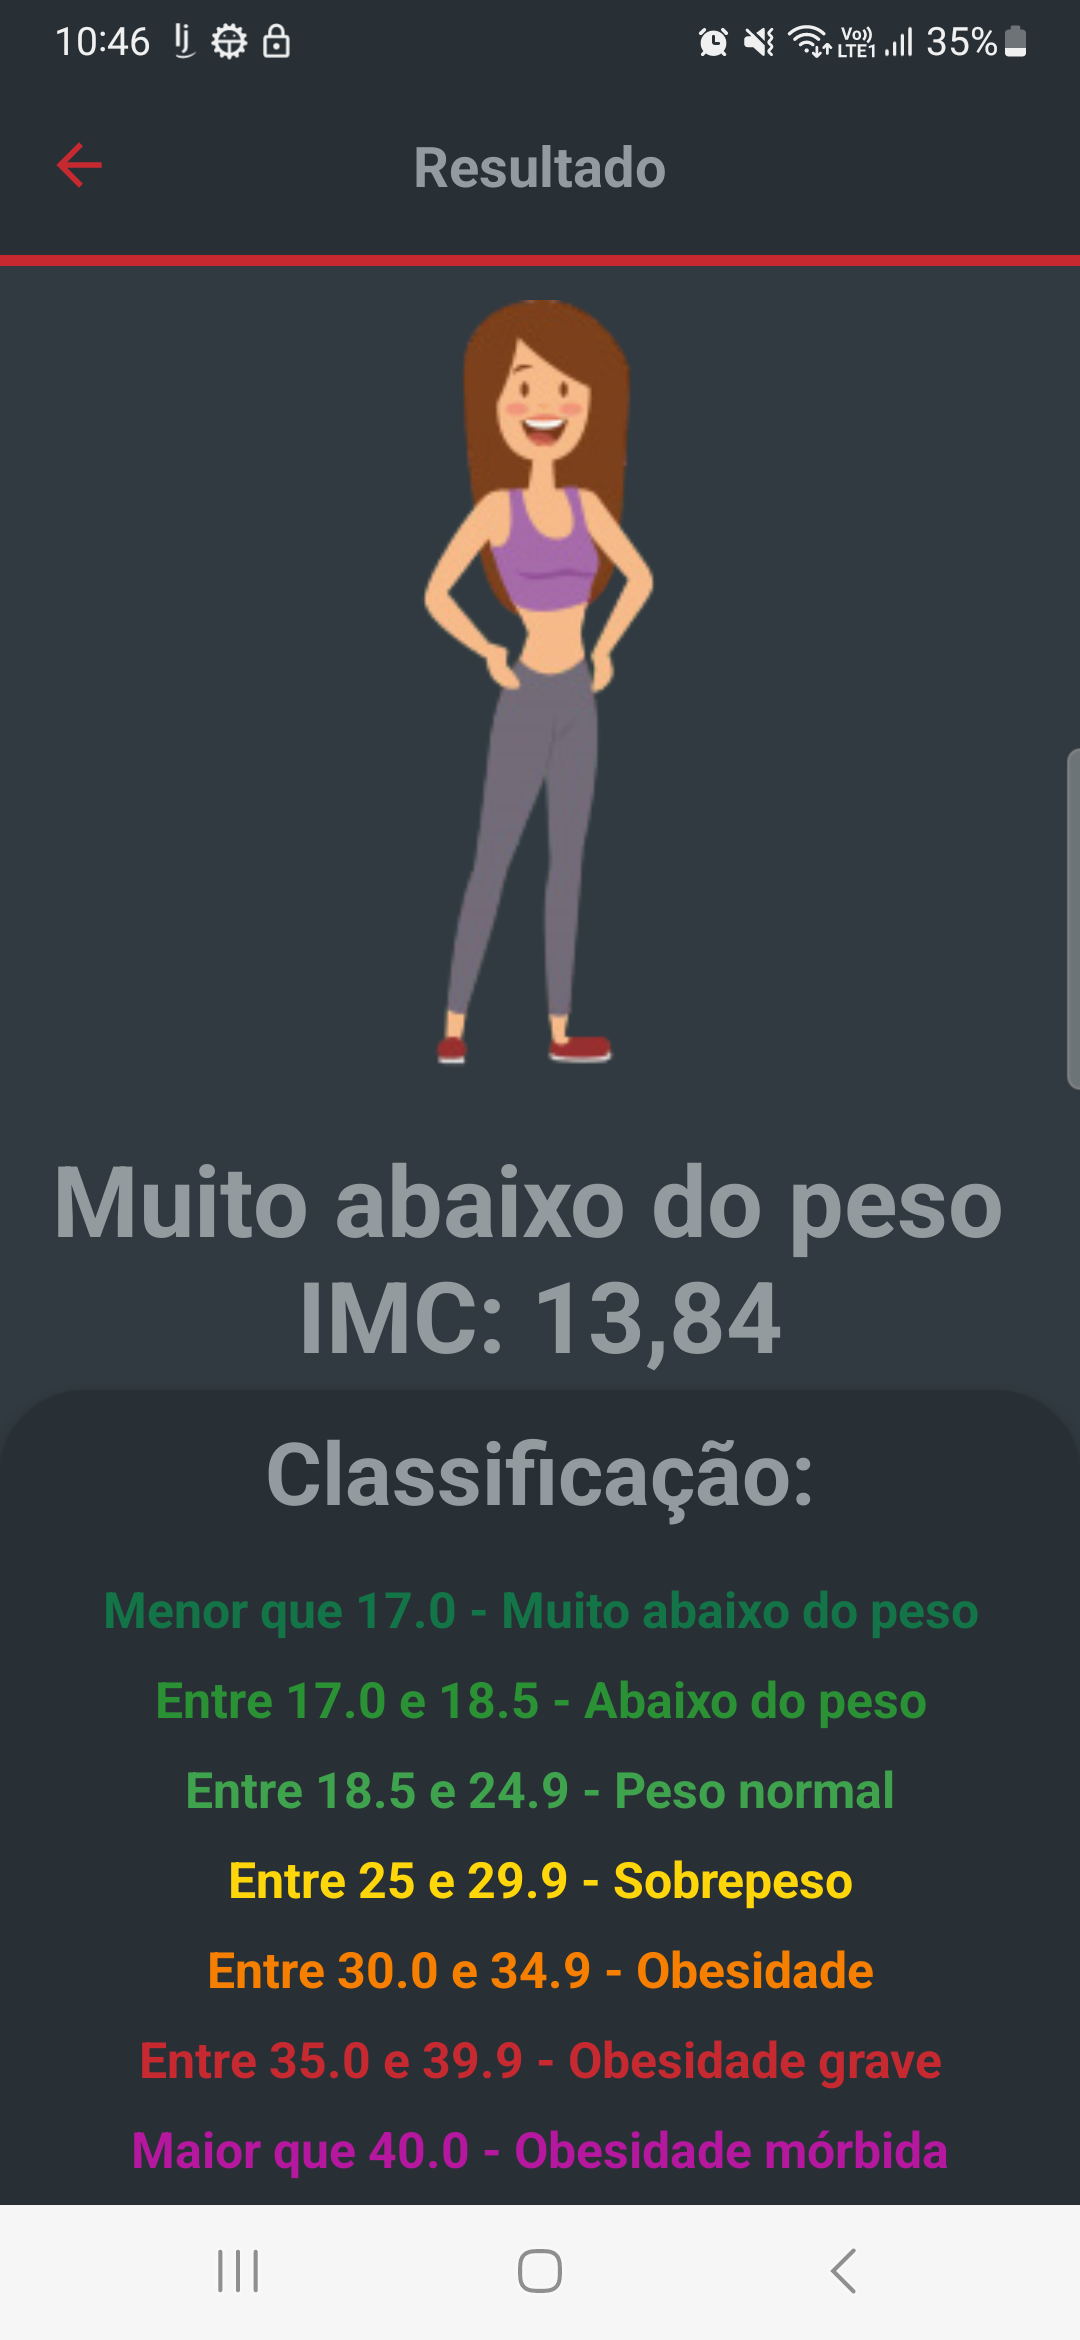 10:46 lj Vo)) LTE1 35%
Resultado
Muito abaixo do peso
IMC: 13,84
Classificação:
Menor que 17.0 - Muito abaixo do peso
Entre 17.0 e 18.5 - Abaixo do peso
Entre 18.5 e 24.9 - Peso normal
Entre 25 e 29.9 - Sobrepeso
Entre 30.0 e 34.9 - Obesidade
Entre 35.0 e 39.9 - Obesidade grave
Maior que 40.0 - Obesidade mórbida